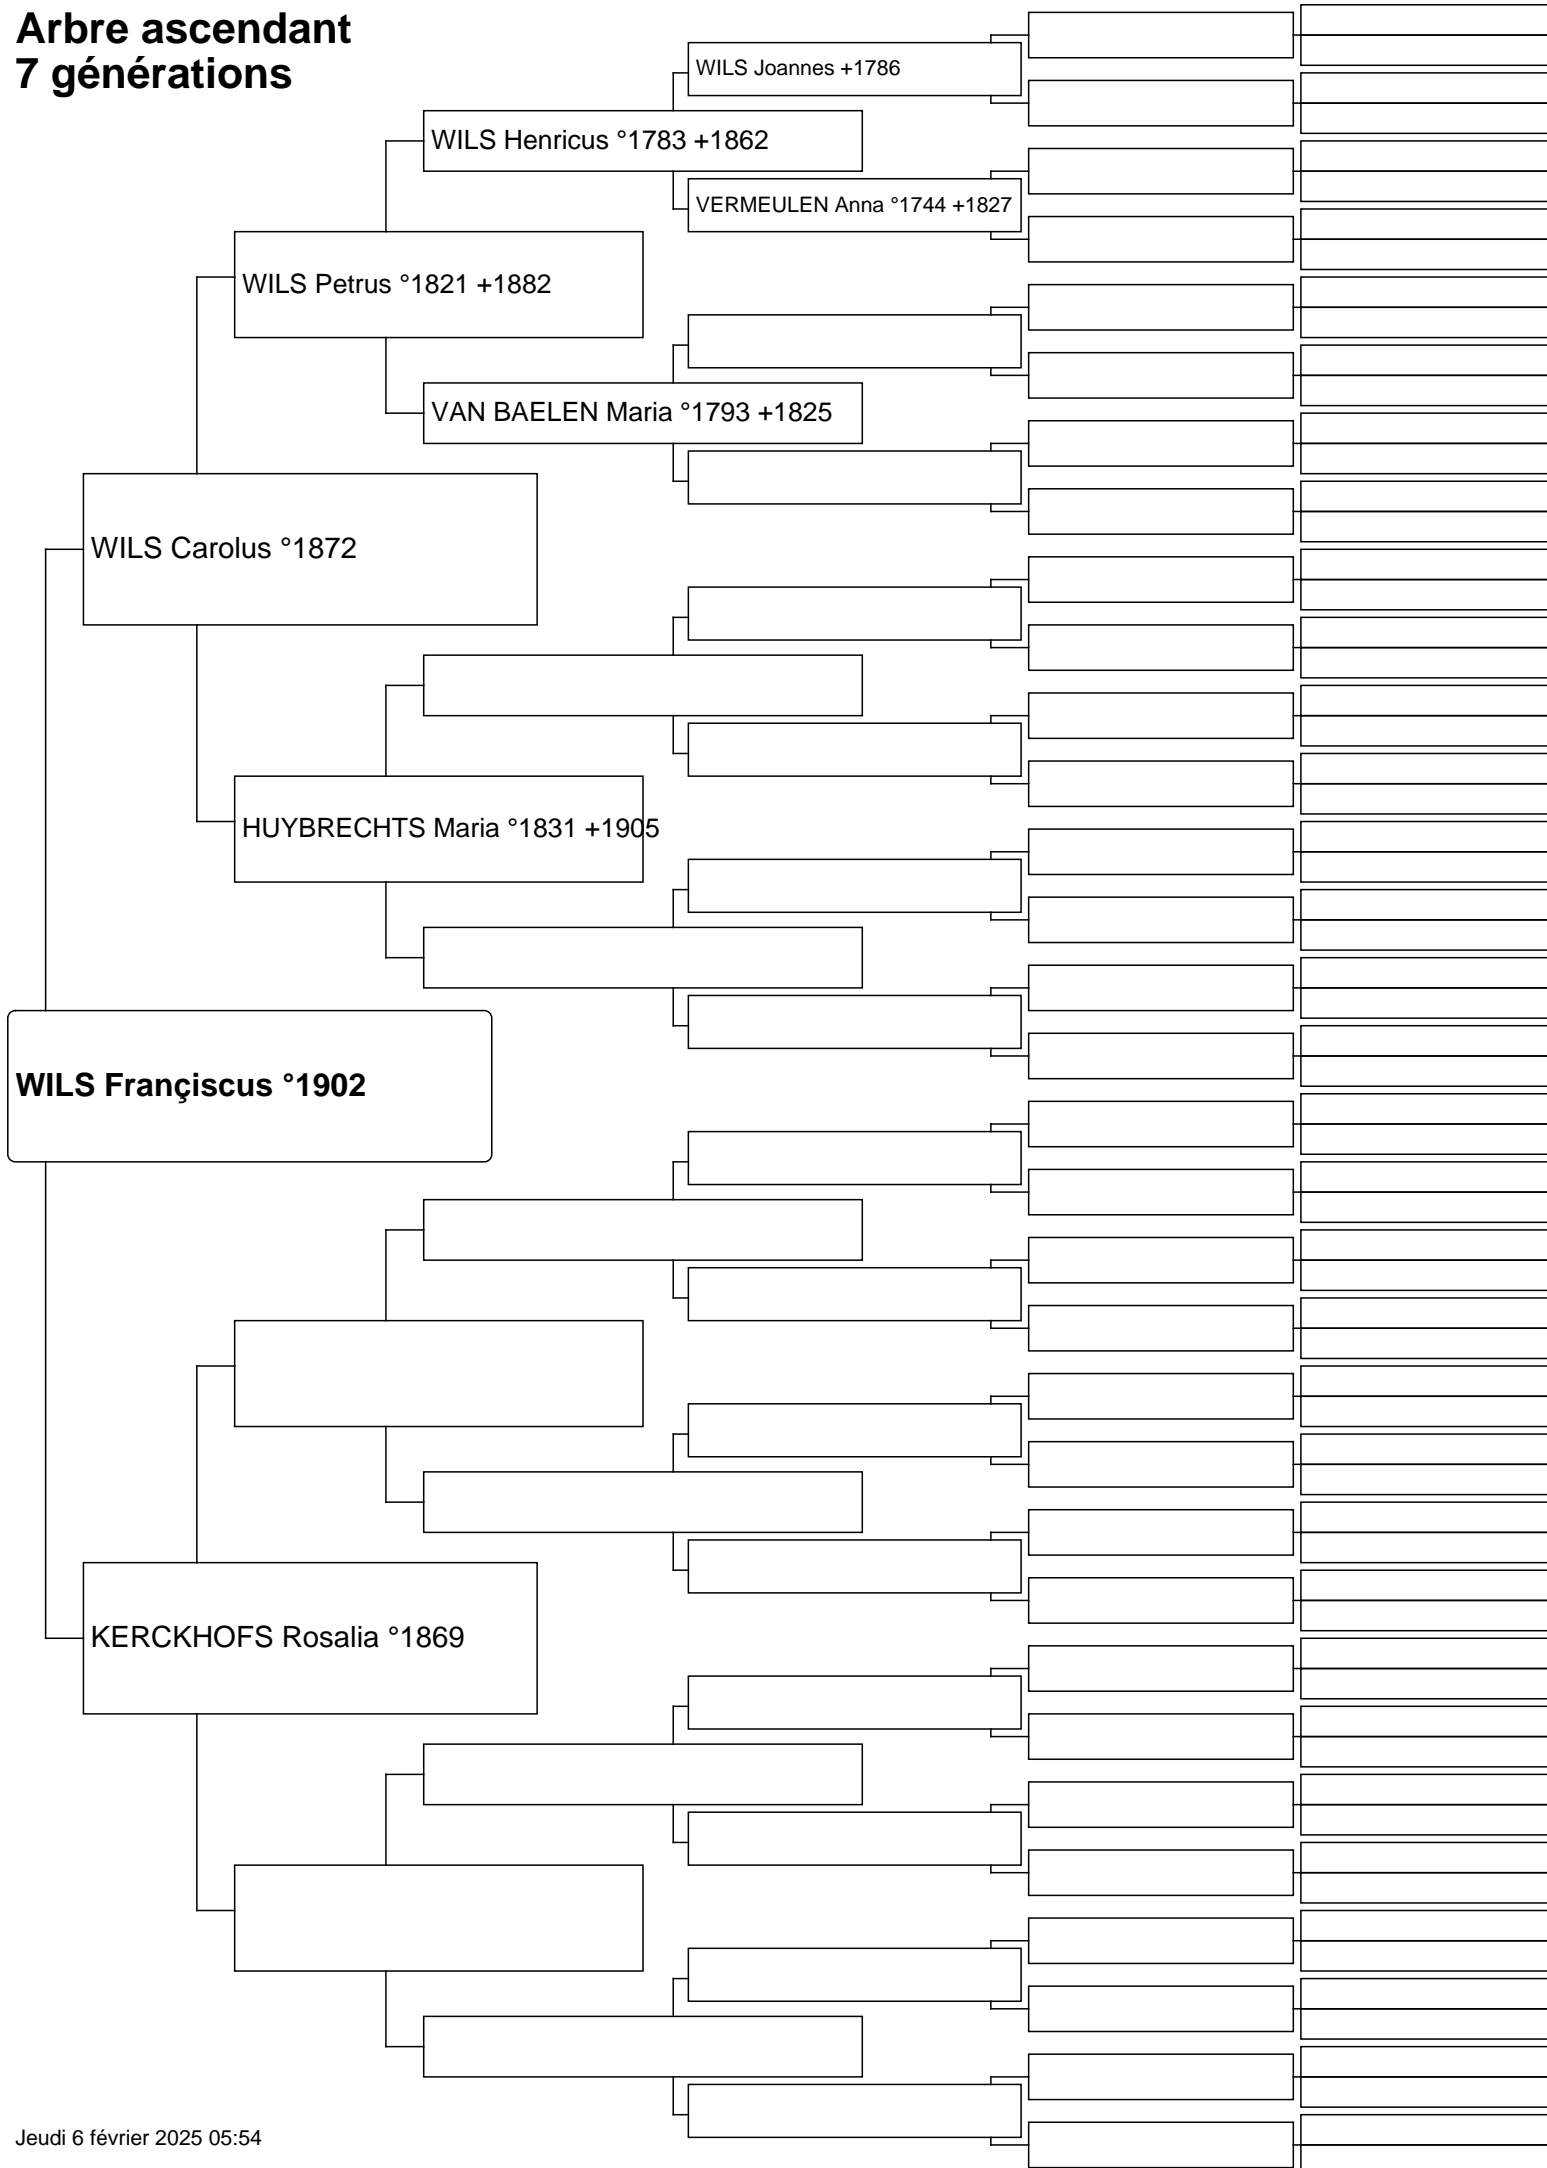 Arbre ascendant
7 générations
WILS Joannes +1786
WILS Henricus °1783 +1862
VERMEULEN Anna °1744 +1827
WILS Petrus °1821 +1882
VAN BAELEN Maria °1793 +1825
WILS Carolus °1872
HUYBRECHTS Maria °1831 +1905
WILS Françiscus °1902
KERCKHOFS Rosalia °1869
Jeudi 6 février 2025 05:54